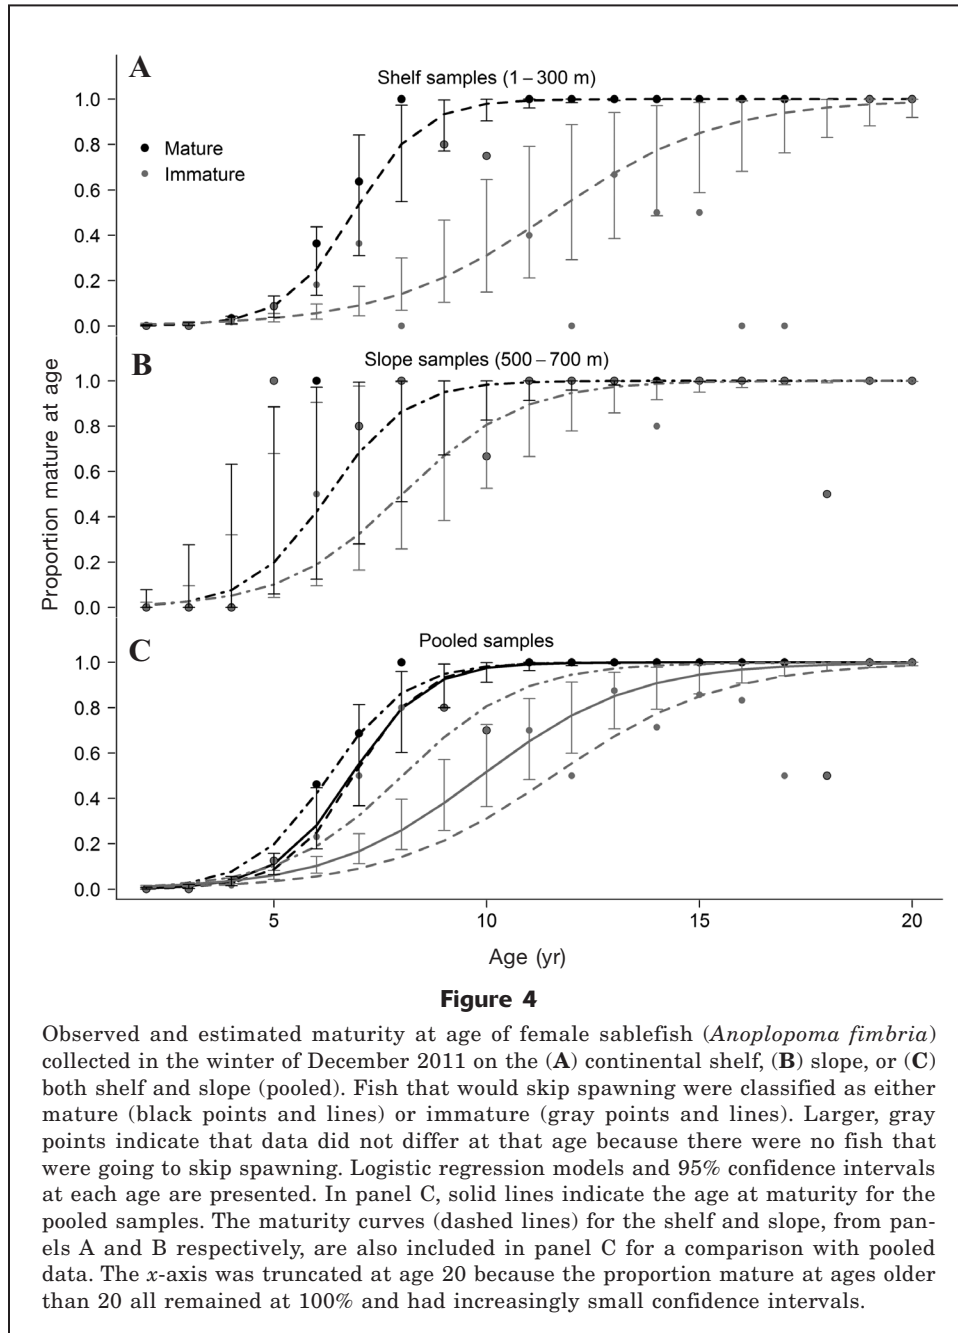 A
Shelf samples (1 – 300 m)
1.0
Mature
0.8
Immature
0.6
0.4
0.2
0.0
B
Slope samples (500 – 700 m)
1.0
0.8
0.6
0.4
0.2
0.0
Proportion mature at age
C
Pooled samples
1.0
0.8
0.6
0.4
0.2
0.0
5 10 15 20
Age (yr)
Figure 4
Observed and estimated maturity at age of female sablefish (Anoplopoma fimbria)
collected in the winter of December 2011 on the (A) continental shelf, (B) slope, or (C)
both shelf and slope (pooled). Fish that would skip spawning were classified as either
mature (black points and lines) or immature (gray points and lines). Larger, gray
points indicate that data did not differ at that age because there were no fish that
were going to skip spawning. Logistic regression models and 95% confidence intervals
at each age are presented. In panel C, solid lines indicate the age at maturity for the
pooled samples. The maturity curves (dashed lines) for the shelf and slope, from pan-
els A and B respectively, are also included in panel C for a comparison with pooled
data. The x-axis was truncated at age 20 because the proportion mature at ages older
than 20 all remained at 100% and had increasingly small confidence intervals.